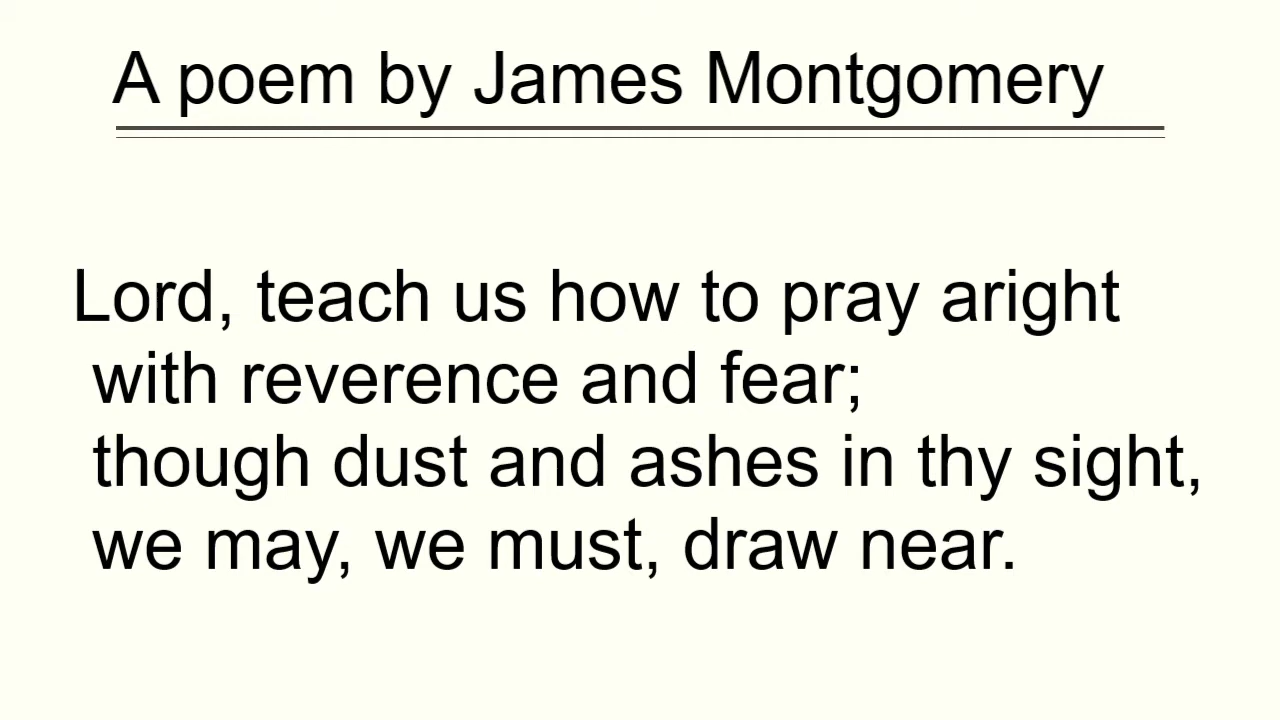 A poem by James Montgomery
Lord, teach us how to pray aright
with reverence and fear;
though dust and ashes in thy sight,
we may, we must, draw near.